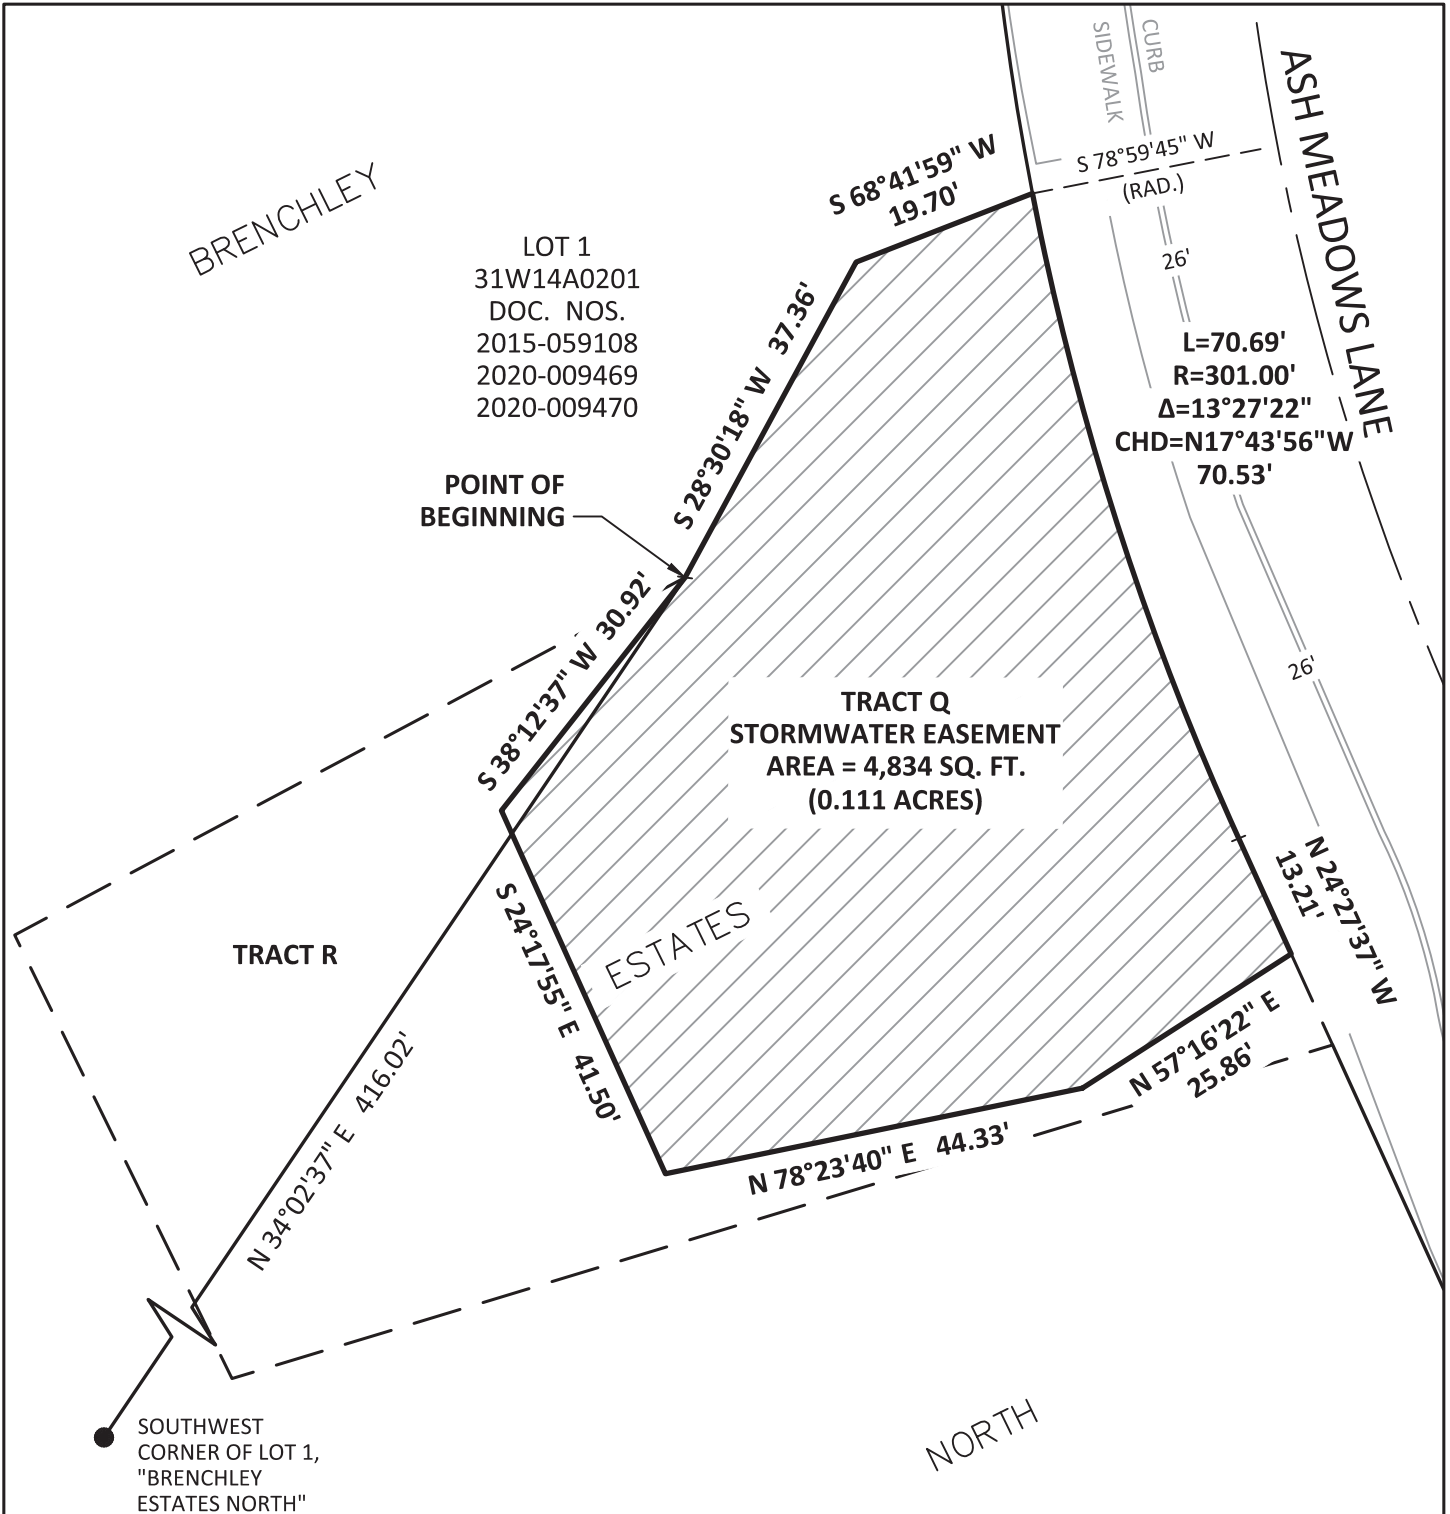 CURB
SIDEWALK
ASH MEADOWS LANE
S 78°59'45" W
(RAD.)
S 68°41'59" W
19.70'
BRENCHLEY
LOT 1
31W14A0201
DOC. NOS.
2015-059108
2020-009469
2020-009470
26'
S 28°30'18" W 37.36'
L=70.69'
R=301.00'
Δ=13°27'22"
CHD=N17°43'56"W
70.53'
POINT OF
BEGINNING
S 38°12'37" W 30.92'
26'
TRACT Q
STORMWATER EASEMENT
AREA = 4,834 SQ. FT.
(0.111 ACRES)
N 24°27'37" W
13.21'
TRACT R
ESTATES
S 24°17'55" E 41.50'
N 34°02'37" E 416.02'
N 57°16'22" E
25.86'
N 78°23'40" E 44.33'
NORTH
SOUTHWEST
CORNER OF LOT 1,
"BRENCHLEY
ESTATES NORTH"